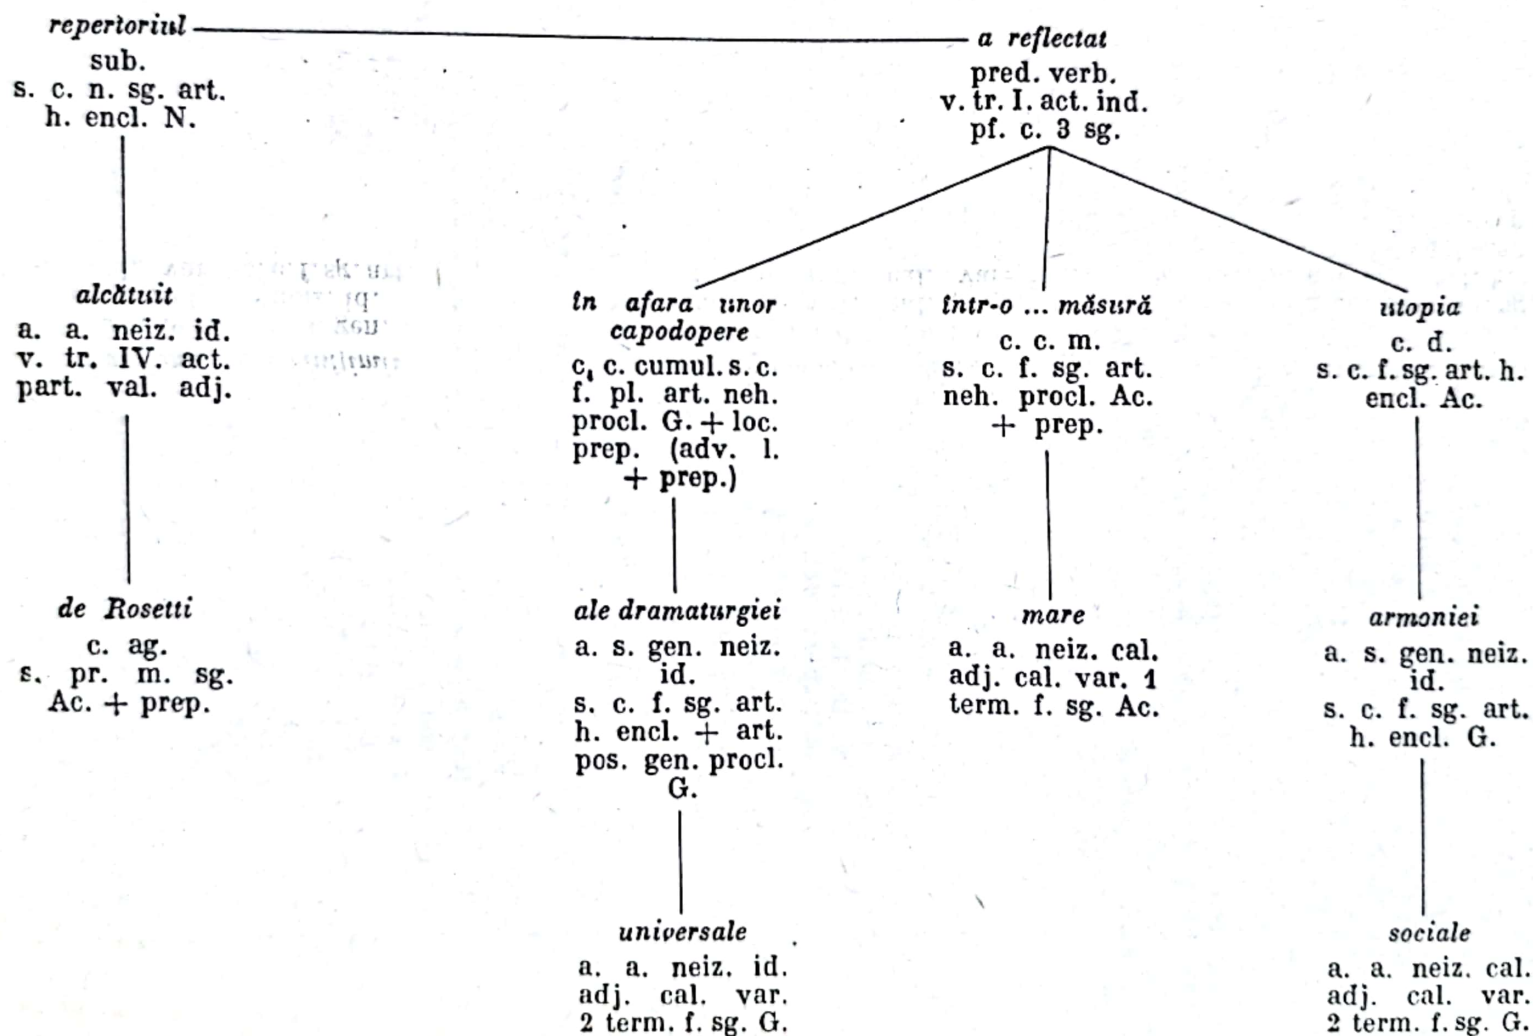 repertoriul
sub.
s. c. n. sg. art.
h. encl. N.
a reflectat
pred. verb.
v. tr. I. act. ind.
pf. c. 3 sg.
alcătuit
a. a. neiz. id.
v. tr. IV. act.
part. val. adj.
în afara unor
capodopere
c. c. cumul. s. c.
f. pl. art. neh.
procl. G. + loc.
prep. (adv. l.
+ prep.)
într-o ... măsură
c. c. m.
s. c. f. sg. art.
neh. procl. Ac.
+ prep.
utopia
c. d.
s. c. f. sg. art. h.
encl. Ac.
de Rosetti
c. ag.
s. pr. m. sg.
Ac. + prep.
ale dramaturgiei
a. s. gen. neiz.
id.
s. c. f. sg. art.
h. encl. + art.
pos. gen. procl.
G.
mare
a. a. neiz. cal.
adj. cal. var. 1
term. f. sg. Ac.
armoniei
a. s. gen. neiz.
id.
s. c. f. sg. art.
h. encl. G.
universale
a. a. neiz. id.
adj. cal. var.
2 term. f. sg. G.
sociale
a. a. neiz. cal.
adj. cal. var.
2 term. f. sg. G.